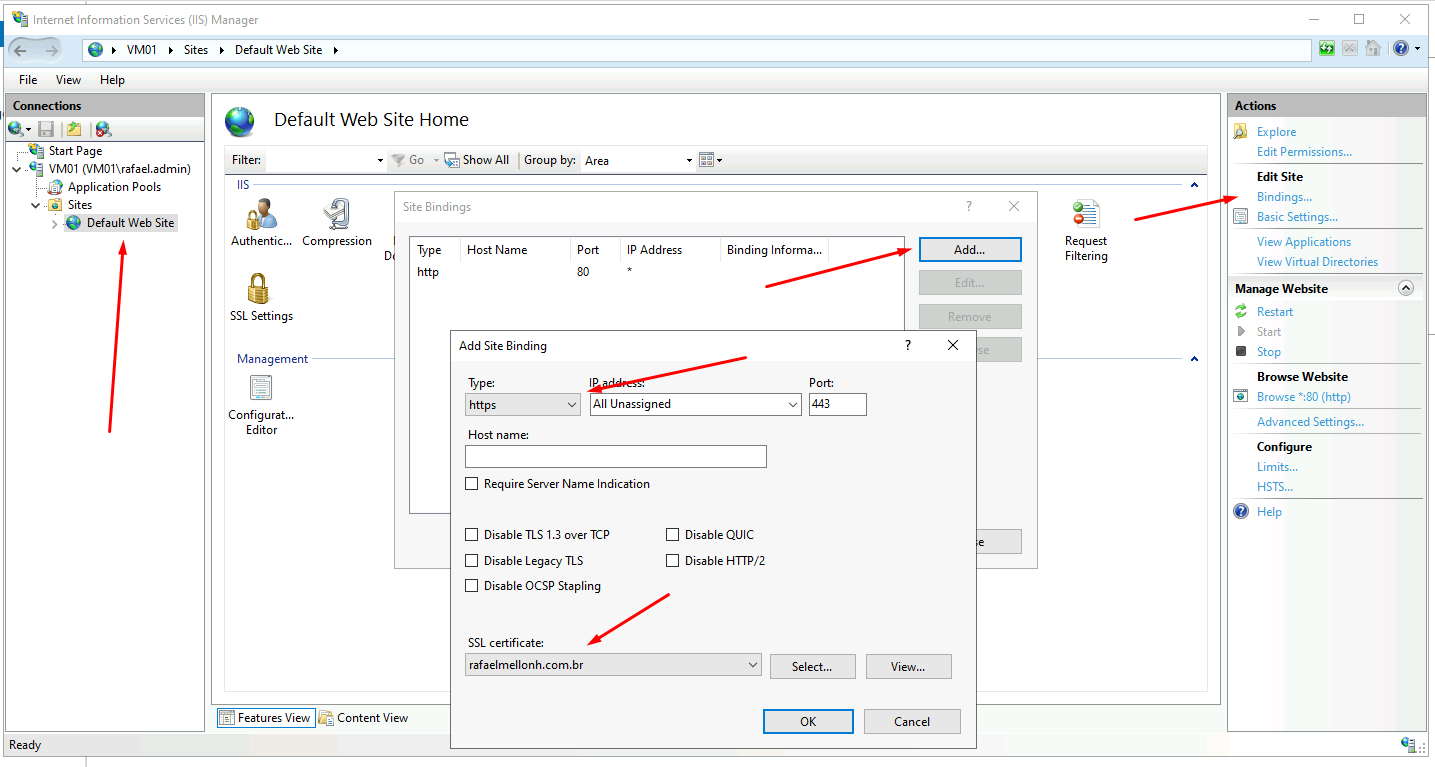 Internet Information Services (IIS) Manager
VM01 Sites Default Web Site
File View Help
Connections
Start Page
VM01 (VM01\rafael.admin)
Application Pools
Sites
Default Web Site
Default Web Site Home
Filter: Go Show All Group by: Area
IIS
Authentic... Compression
SSL Settings
Request
Filtering
Management
Configurat...
Editor
Site Bindings
?
Type Host Name Port IP Address Binding Informa...
http 80 *
Add...
Edit...
Remove
Add Site Binding
?
Type: IP address: Port:
https All Unassigned 443
Host name:
Require Server Name Indication
Disable TLS 1.3 over TCP Disable QUIC
Disable Legacy TLS Disable HTTP/2
Disable OCSP Stapling
SSL certificate:
rafaelmellonh.com.br Select... View...
OK Cancel
Features View Content View
Ready
Actions
Explore
Edit Permissions...
Edit Site
Bindings...
Basic Settings...
View Applications
View Virtual Directories
Manage Website
Restart
Start
Stop
Browse Website
Browse *:80 (http)
Advanced Settings...
Configure
Limits...
HSTS...
Help